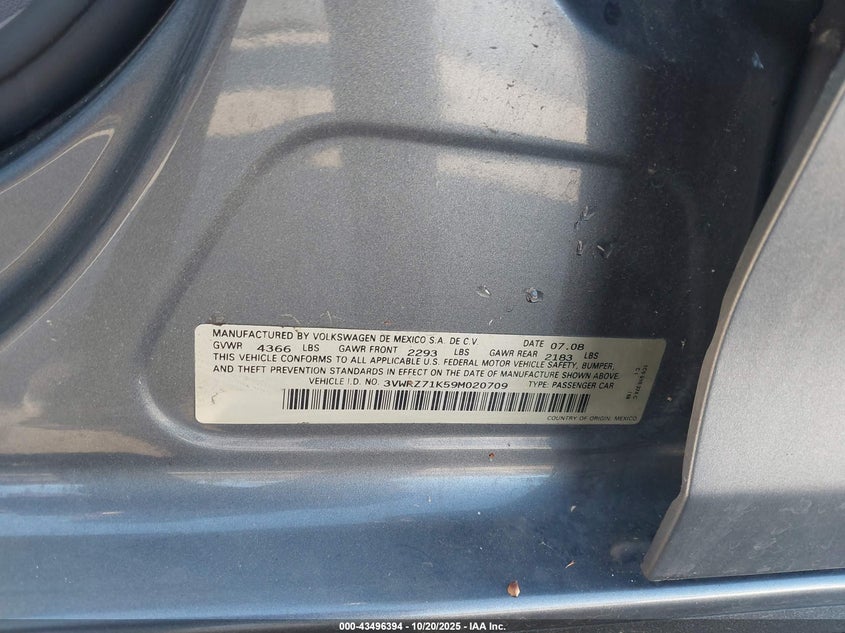 MANUFACTURED BY VOLKSWAGEN DE MEXICO S.A. DE C.V. DATE 07.08
GVWR 4366 LBS GAWR FRONT 2293 LBS GAWR REAR 2183 LBS
THIS VEHICLE CONFORMS TO ALL APPLICABLE U.S. FEDERAL MOTOR VEHICLE SAFETY, BUMPER,
AND THEFT PREVENTION STANDARDS IN EFFECT ON THE DATE OF MANUFACTURE SHOWN ABOVE.
VEHICLE I.D. NO. 3VWRZ71K59M020709 TYPE: PASSENGER CAR
COUNTRY OF ORIGIN: MEXICO
000-43496394 - 10/20/2025 - IAA Inc.